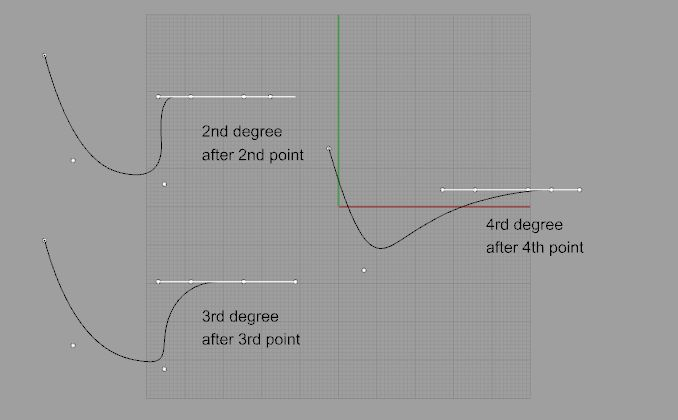 2nd degree
after 2nd point
3rd degree
after 3rd point
4rd degree
after 4th point